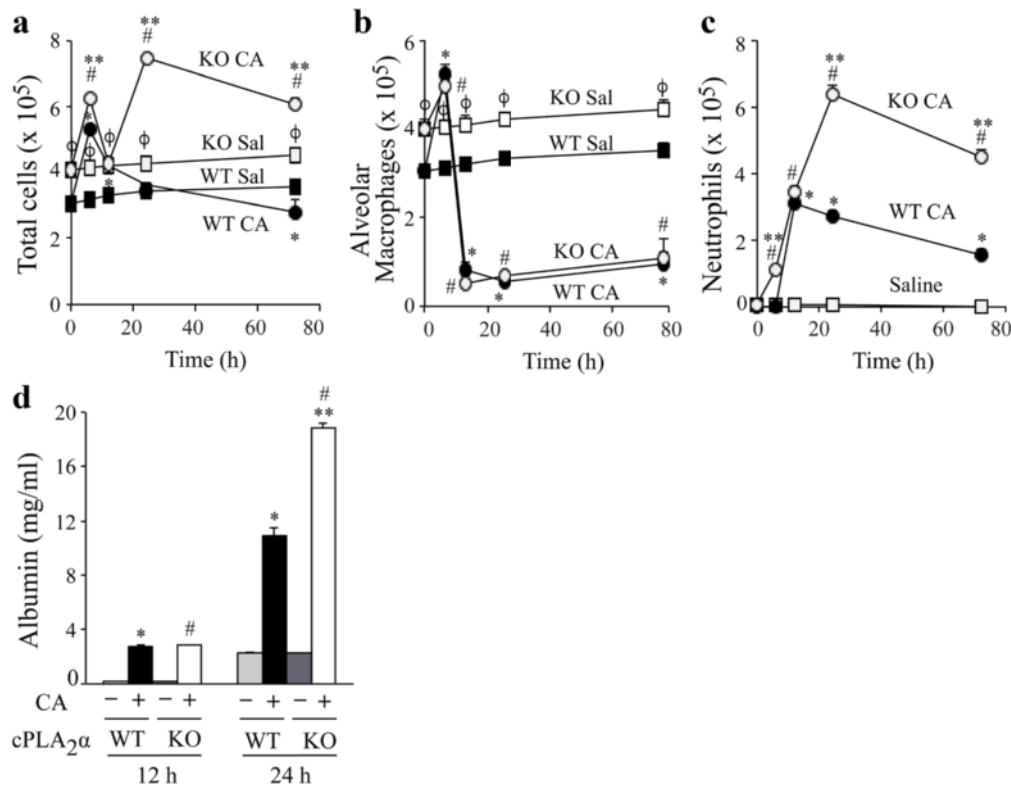 a
Total cells (x 10⁵)
8
6
4
2
0
** #
*
** #
KO CA
** #
ϕ
ϕ
ϕ
ϕ
KO Sal
ϕ
WT Sal
*
WT CA
*
0 20 40 60 80
Time (h)
b
Alveolar
Macrophages (x 10⁵)
6
4
2
0
*
#
ϕ
ϕ
ϕ
ϕ
KO Sal
ϕ
WT Sal
*
#
#
*
KO CA
WT CA
#
*
0 20 40 60 80
Time (h)
c
Neutrophils (x 10⁵)
8
6
4
2
0
** #
#
*
** #
KO CA
*
WT CA
** #
*
Saline
0 20 40 60 80
Time (h)
d
Albumin (mg/ml)
20
16
12
8
4
0
*
#
*
#
**
CA − + − + − + − +
cPLA₂α WT KO WT KO
12 h 24 h